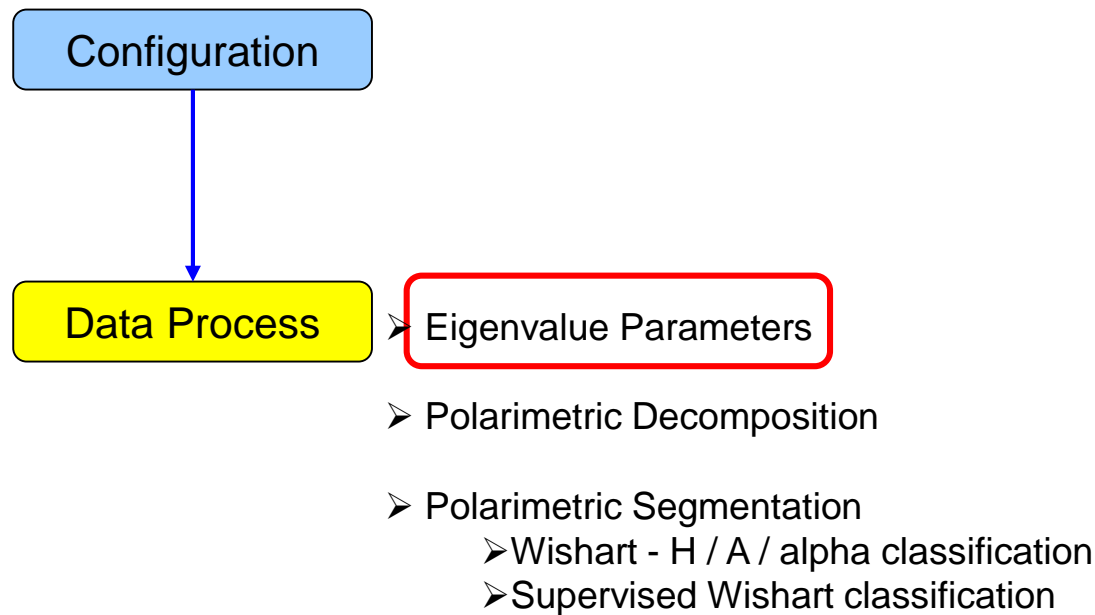 Configuration
Data Process
➢ Eigenvalue Parameters
➢ Polarimetric Decomposition
➢ Polarimetric Segmentation
➢Wishart - H / A / alpha classification
➢Supervised Wishart classification